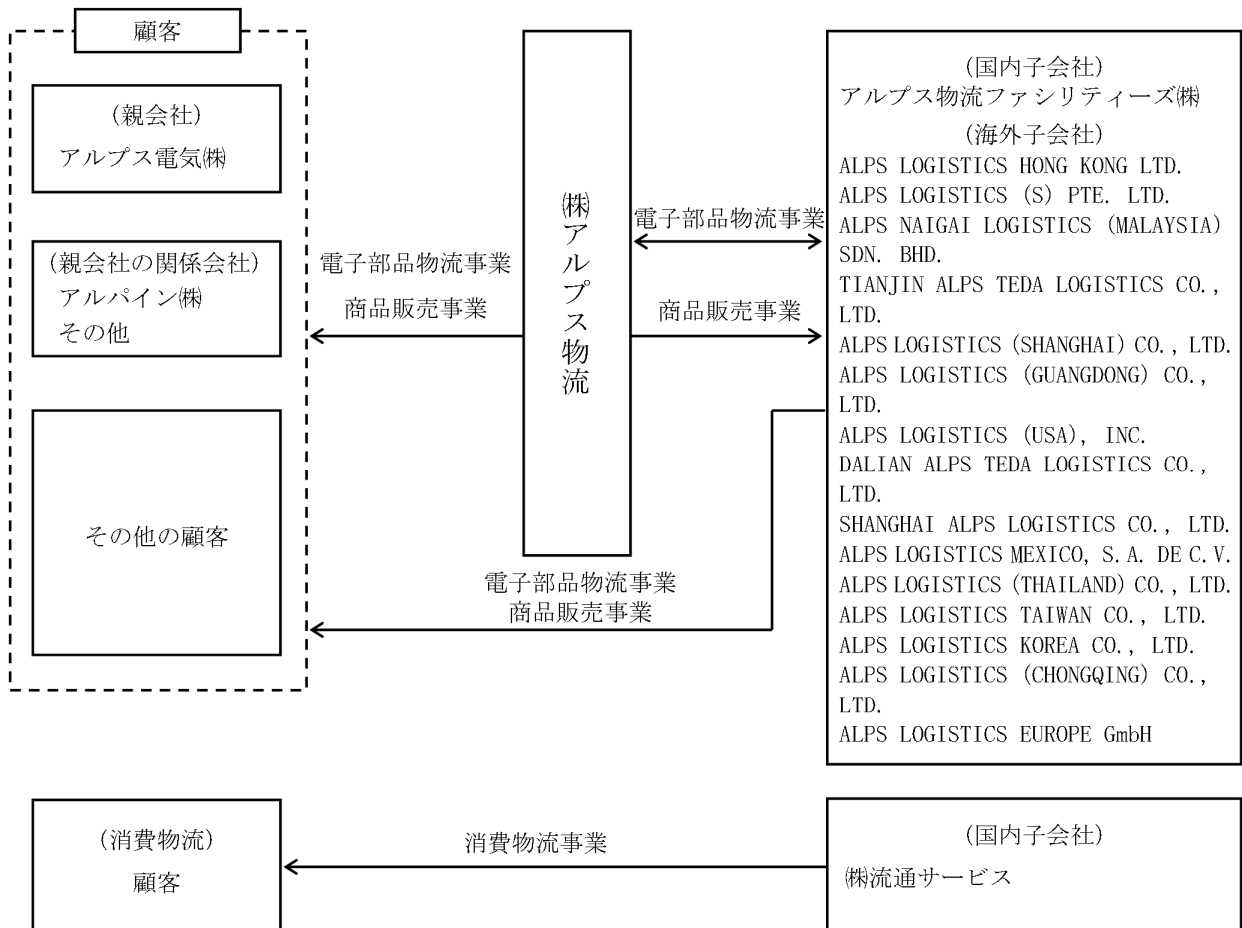 顧客
(親会社)
アルプス電気㈱
(親会社の関係会社)
アルパイン㈱
その他
その他の顧客
電子部品物流事業
商品販売事業
㈱アルプス物流
電子部品物流事業
商品販売事業
電子部品物流事業
商品販売事業
(国内子会社)
アルプス物流ファシリティーズ㈱
(海外子会社)
ALPS LOGISTICS HONG KONG LTD.
ALPS LOGISTICS (S) PTE. LTD.
ALPS NAIGAI LOGISTICS (MALAYSIA)
SDN. BHD.
TIANJIN ALPS TEDA LOGISTICS CO.,
LTD.
ALPS LOGISTICS (SHANGHAI) CO., LTD.
ALPS LOGISTICS (GUANGDONG) CO.,
LTD.
ALPS LOGISTICS (USA), INC.
DALIAN ALPS TEDA LOGISTICS CO.,
LTD.
SHANGHAI ALPS LOGISTICS CO., LTD.
ALPS LOGISTICS MEXICO, S.A. DE C.V.
ALPS LOGISTICS (THAILAND) CO., LTD.
ALPS LOGISTICS TAIWAN CO., LTD.
ALPS LOGISTICS KOREA CO., LTD.
ALPS LOGISTICS (CHONGQING) CO.,
LTD.
ALPS LOGISTICS EUROPE GmbH
(消費物流)
顧客
消費物流事業
(国内子会社)
㈱流通サービス